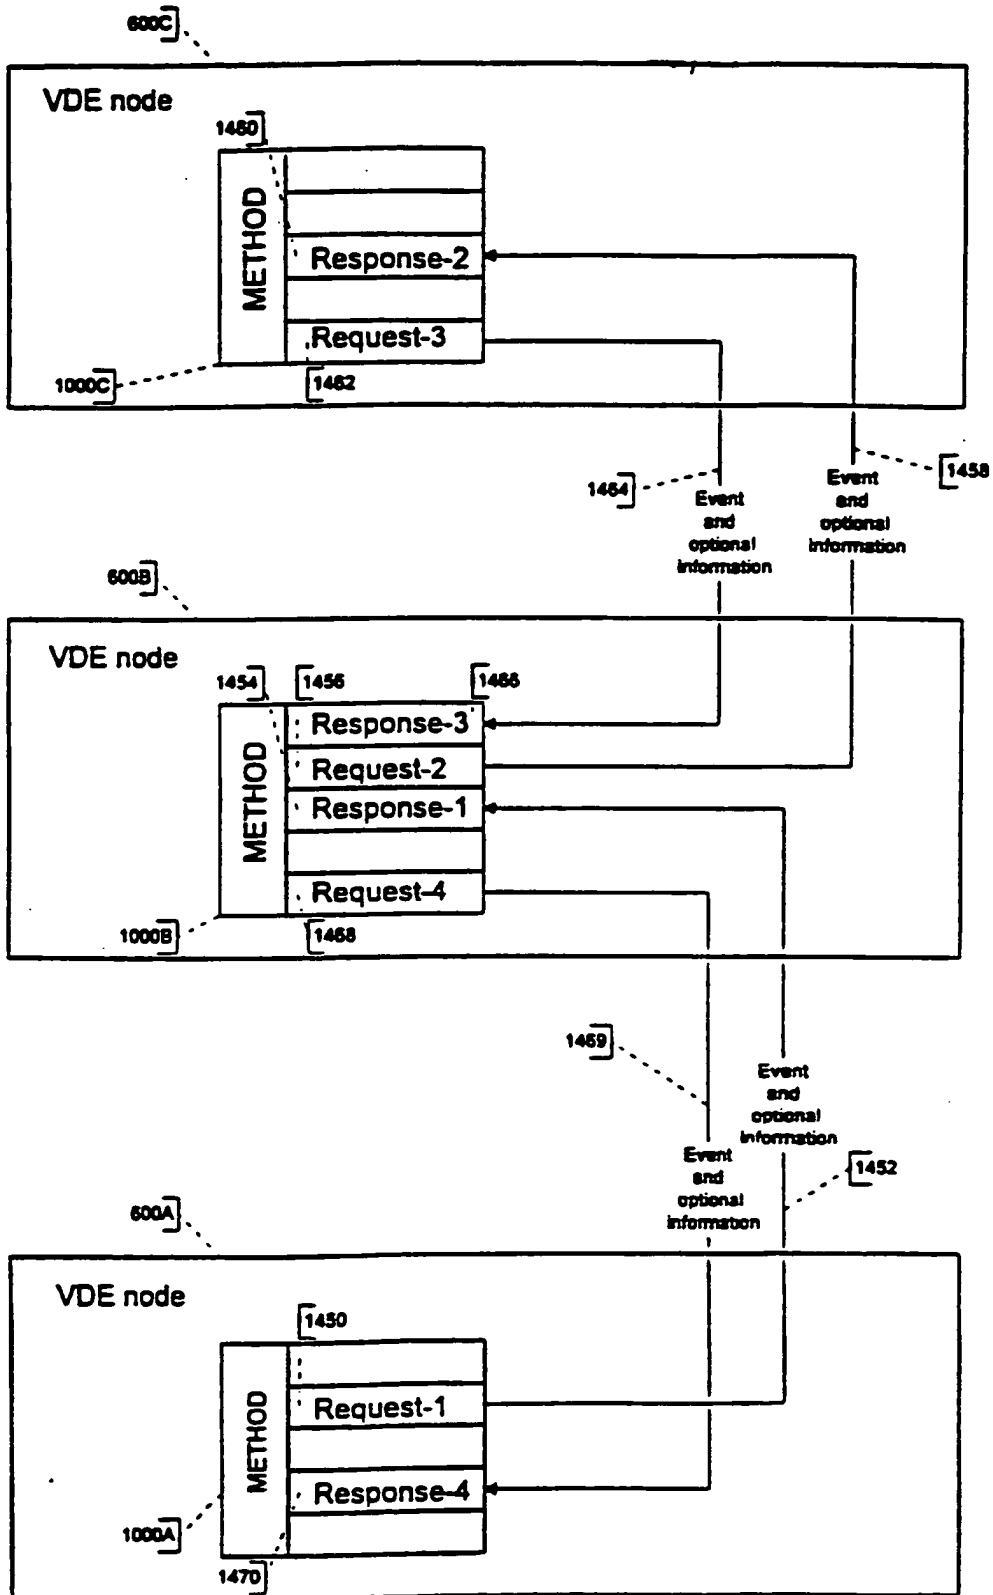 600C
VDE node
1460
METHOD
Response-2
Request-3
1000C
1462
1464
1458
Event
and
optional
information
Event
and
optional
information
600B
VDE node
1454
1456
1466
METHOD
Response-3
Request-2
Response-1
Request-4
1000B
1468
1469
Event
and
optional
information
Event
and
optional
information
1452
600A
VDE node
1450
METHOD
Request-1
Response-4
1000A
1470